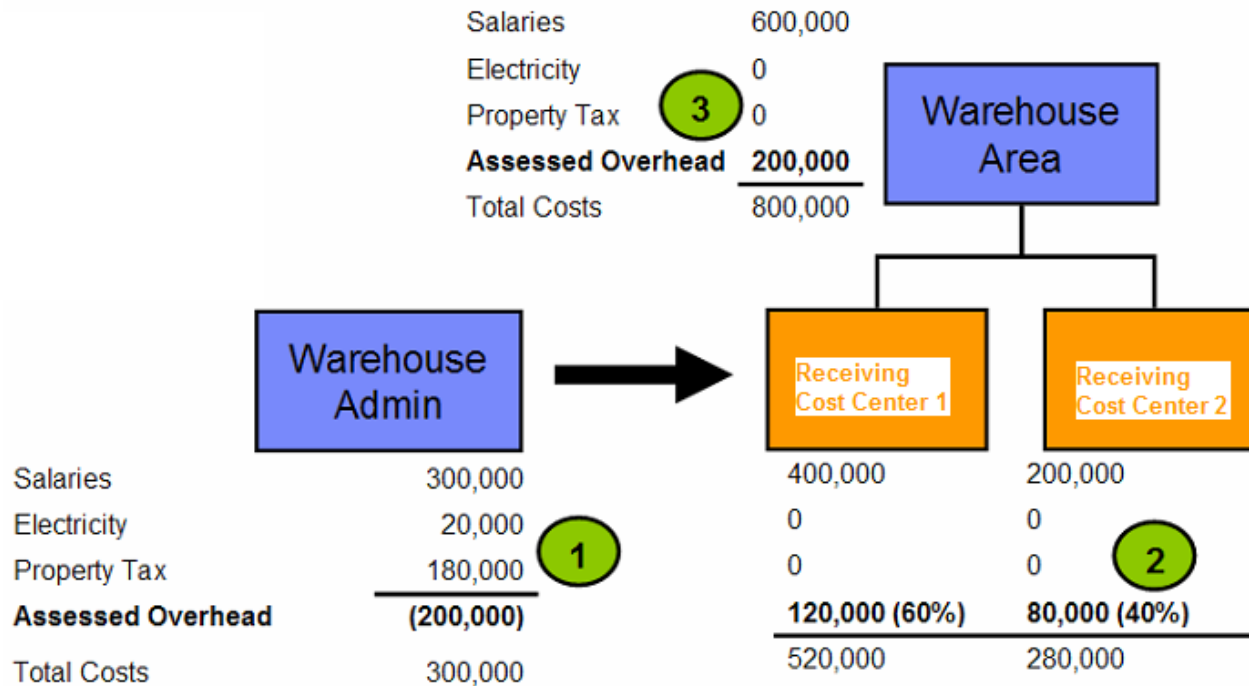 Salaries 600,000
Electricity 0
Property Tax 3 0
Assessed Overhead 200,000
Total Costs 800,000
Warehouse
Area
Warehouse
Admin
Receiving
Cost Center 1
Receiving
Cost Center 2
Salaries 300,000 400,000 200,000
Electricity 20,000 0 0
1 2
Property Tax 180,000 0 0
Assessed Overhead (200,000) 120,000 (60%) 80,000 (40%)
Total Costs 300,000 520,000 280,000